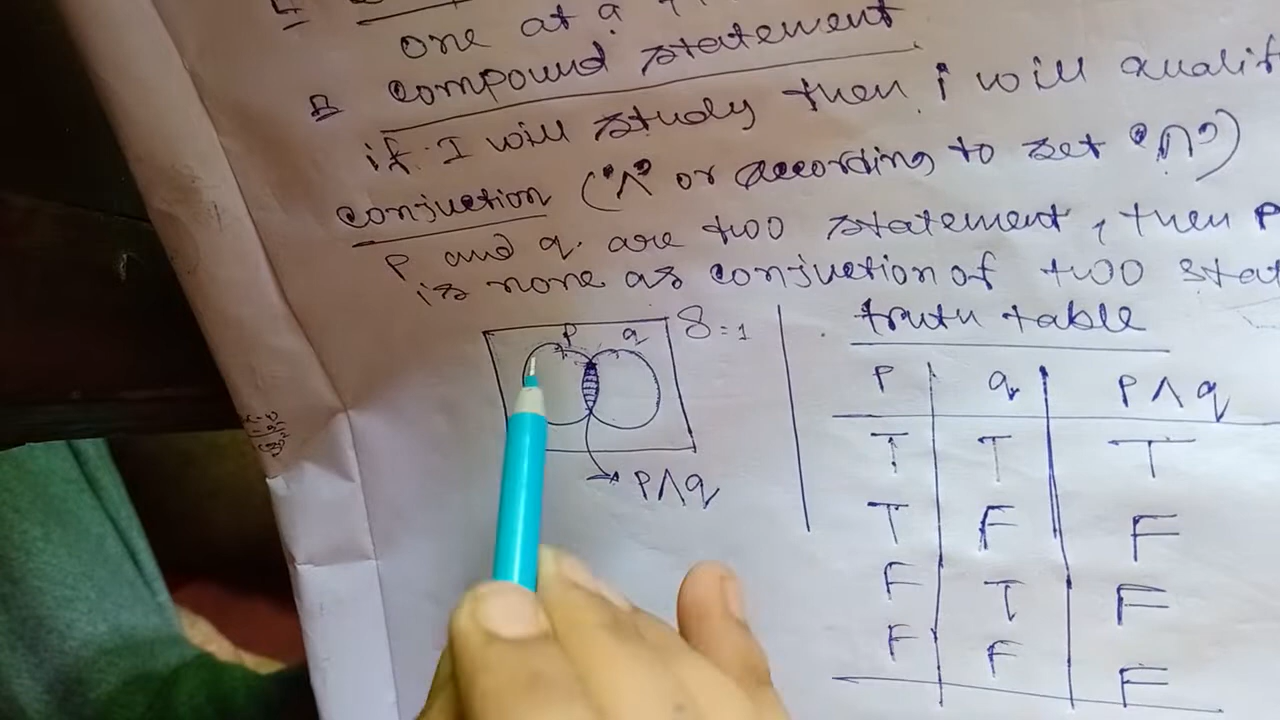 one at a
compound statement
if I will study then i will qualif
conjuction ('∧' or according to set '∩')
P and q are two statement, then P
is none as conjuction of two stat
P q S = 1
P∧q
truth table
P q P∧q
T T T
T F F
F T F
F F F